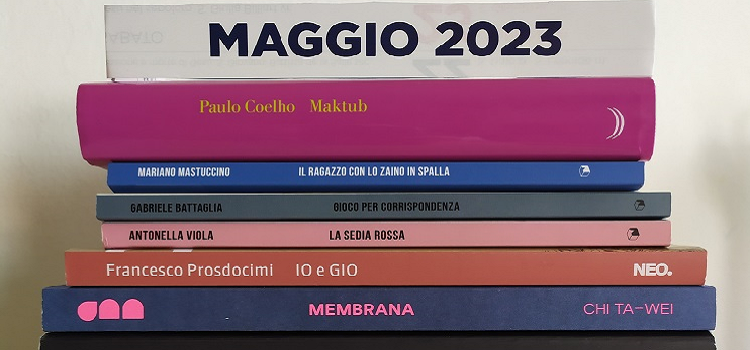 MAGGIO 2023
Paulo Coelho Maktub
MARIANO MASTUCCINO IL RAGAZZO CON LO ZAINO IN SPALLA
GABRIELE BATTAGLIA GIOCO PER CORRISPONDENZA
ANTONELLA VIOLA LA SEDIA ROSSA
Francesco Prosdocimi IO e GIO NEO.
MEMBRANA CHI TA-WEI